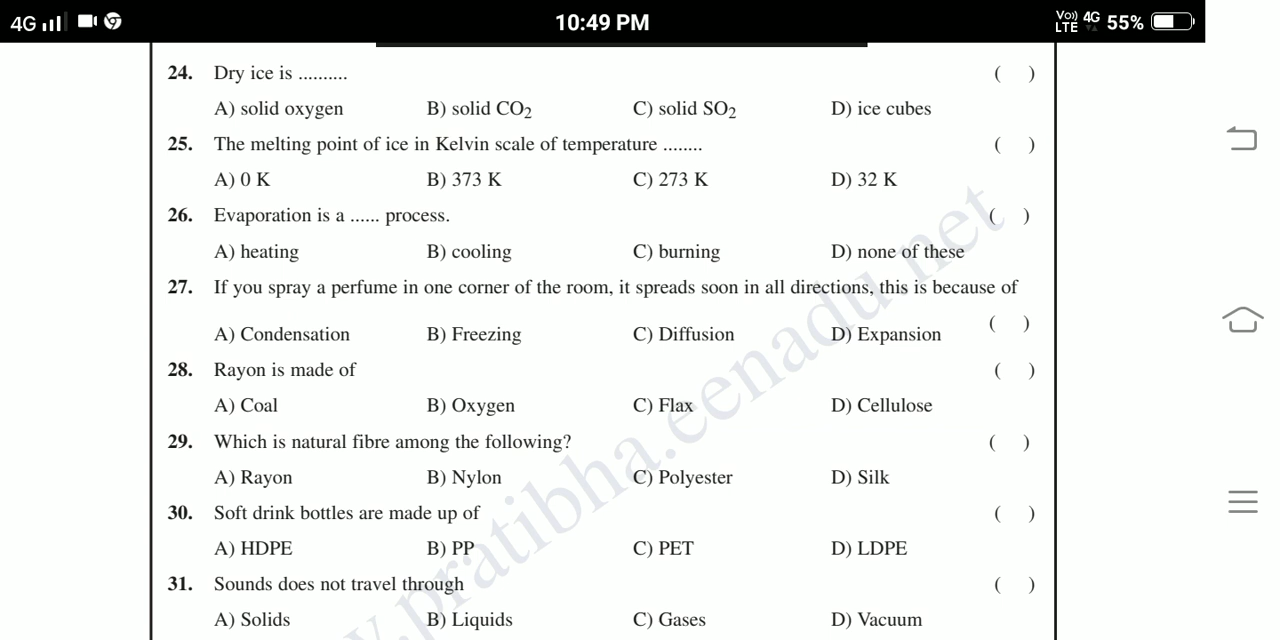 4G 10:49 PM Vo)) LTE 4G 55%
24. Dry ice is .......... ( )
A) solid oxygen B) solid CO₂ C) solid SO₂ D) ice cubes
25. The melting point of ice in Kelvin scale of temperature ........ ( )
A) 0 K B) 373 K C) 273 K D) 32 K
26. Evaporation is a ...... process. ( )
A) heating B) cooling C) burning D) none of these
27. If you spray a perfume in one corner of the room, it spreads soon in all directions, this is because of
( )
A) Condensation B) Freezing C) Diffusion D) Expansion
28. Rayon is made of ( )
A) Coal B) Oxygen C) Flax D) Cellulose
29. Which is natural fibre among the following? ( )
A) Rayon B) Nylon C) Polyester D) Silk
30. Soft drink bottles are made up of ( )
A) HDPE B) PP C) PET D) LDPE
31. Sounds does not travel through ( )
A) Solids B) Liquids C) Gases D) Vacuum
.pratibha.eenadu.net